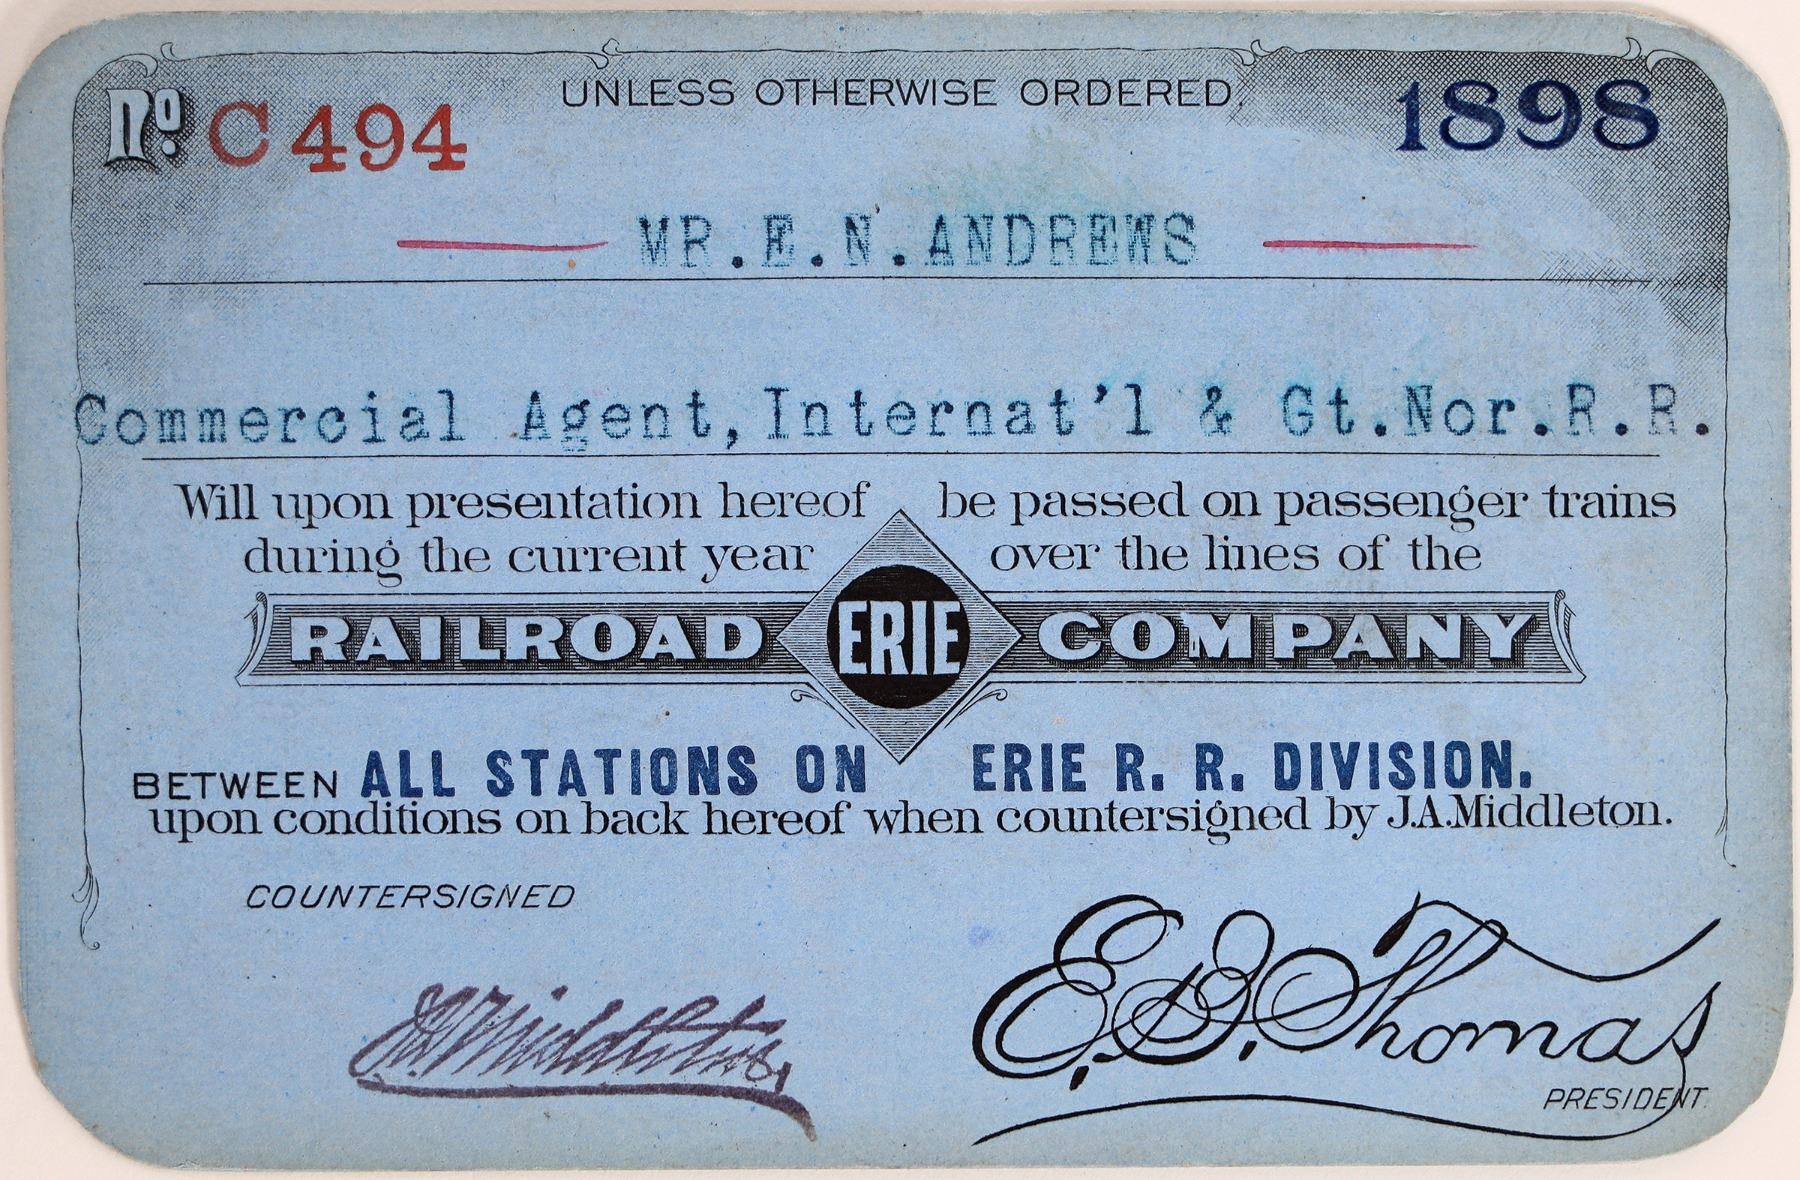 No. C 494 UNLESS OTHERWISE ORDERED. 1898
MR. E. N. ANDREWS
Commercial Agent, Internat'l & Gt. Nor. R. R.
Will upon presentation hereof be passed on passenger trains
during the current year over the lines of the
RAILROAD ERIE COMPANY
BETWEEN ALL STATIONS ON ERIE R. R. DIVISION.
upon conditions on back hereof when countersigned by J.A. Middleton.
COUNTERSIGNED
J.A. Middleton
E. B. Thomas
PRESIDENT.